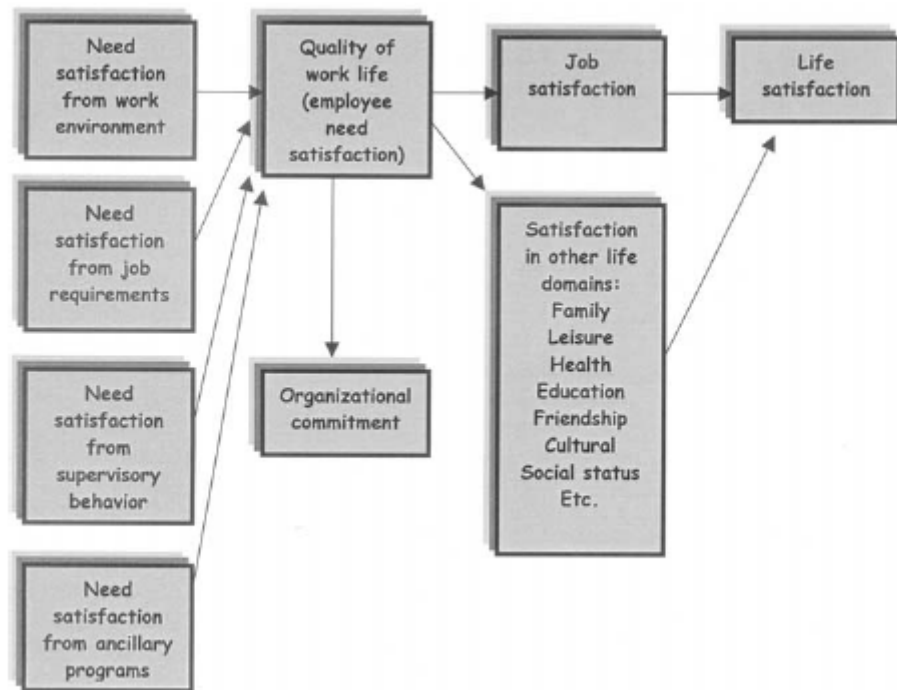 Need
satisfaction
from work
environment
Need
satisfaction
from job
requirements
Need
satisfaction
from
supervisory
behavior
Need
satisfaction
from ancillary
programs
Quality of
work life
(employee
need
satisfaction)
Organizational
commitment
Job
satisfaction
Satisfaction
in other life
domains:
Family
Leisure
Health
Education
Friendship
Cultural
Social status
Etc.
Life
satisfaction